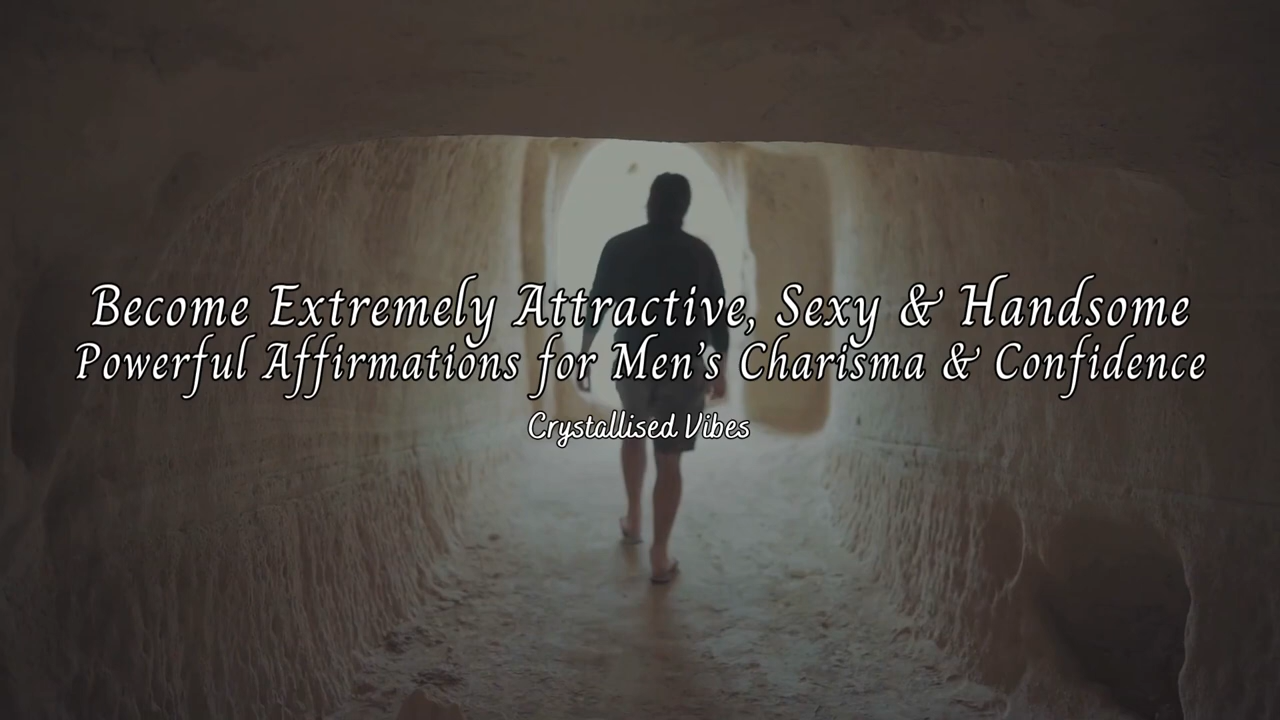 Become Extremely Attractive, Sexy & Handsome
Powerful Affirmations for Men's Charisma & Confidence
Crystallised Vibes